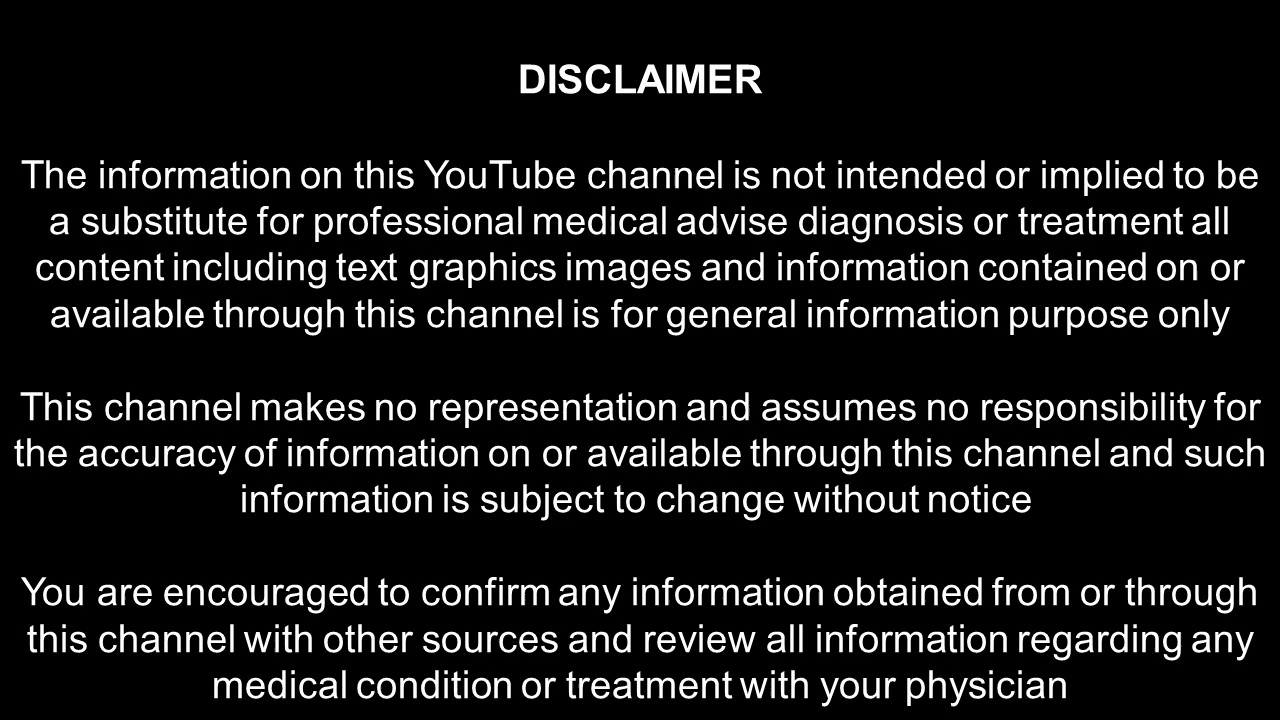 DISCLAIMER
The information on this YouTube channel is not intended or implied to be
a substitute for professional medical advise diagnosis or treatment all
content including text graphics images and information contained on or
available through this channel is for general information purpose only
This channel makes no representation and assumes no responsibility for
the accuracy of information on or available through this channel and such
information is subject to change without notice
You are encouraged to confirm any information obtained from or through
this channel with other sources and review all information regarding any
medical condition or treatment with your physician